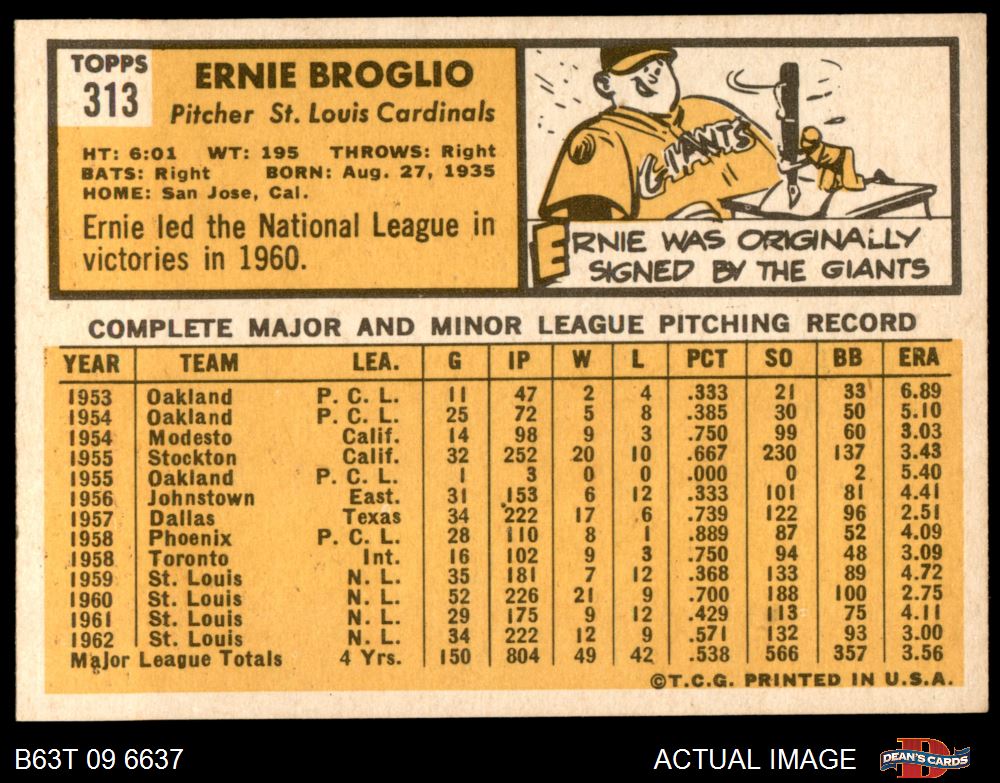 TOPPS
313
ERNIE BROGLIO
Pitcher St. Louis Cardinals
HT: 6:01 WT: 195 THROWS: Right
BATS: Right BORN: Aug. 27, 1935
HOME: San Jose, Cal.
Ernie led the National League in
victories in 1960.
GIANTS
ERNIE WAS ORIGINALLY
SIGNED BY THE GIANTS
COMPLETE MAJOR AND MINOR LEAGUE PITCHING RECORD
YEAR TEAM LEA. G IP W L PCT SO BB ERA
1953 Oakland P. C. L. 11 47 2 4 .333 21 33 6.89
1954 Oakland P. C. L. 25 72 5 8 .385 30 50 5.10
1954 Modesto Calif. 14 98 9 3 .750 99 60 3.03
1955 Stockton Calif. 32 252 20 10 .667 230 137 3.43
1955 Oakland P. C. L. 1 3 0 0 .000 0 2 5.40
1956 Johnstown East. 31 153 6 12 .333 101 81 4.41
1957 Dallas Texas 34 222 17 6 .739 122 96 2.51
1958 Phoenix P. C. L. 28 110 8 1 .889 87 52 4.09
1958 Toronto Int. 16 102 9 3 .750 94 48 3.09
1959 St. Louis N. L. 35 181 7 12 .368 133 89 4.72
1960 St. Louis N. L. 52 226 21 9 .700 188 100 2.75
1961 St. Louis N. L. 29 175 9 12 .429 113 75 4.11
1962 St. Louis N. L. 34 222 12 9 .571 132 93 3.00
Major League Totals 4 Yrs. 150 804 49 42 .538 566 357 3.56
©T.C.G. PRINTED IN U.S.A.
B63T 09 6637
ACTUAL IMAGE
DEAN'S CARDS